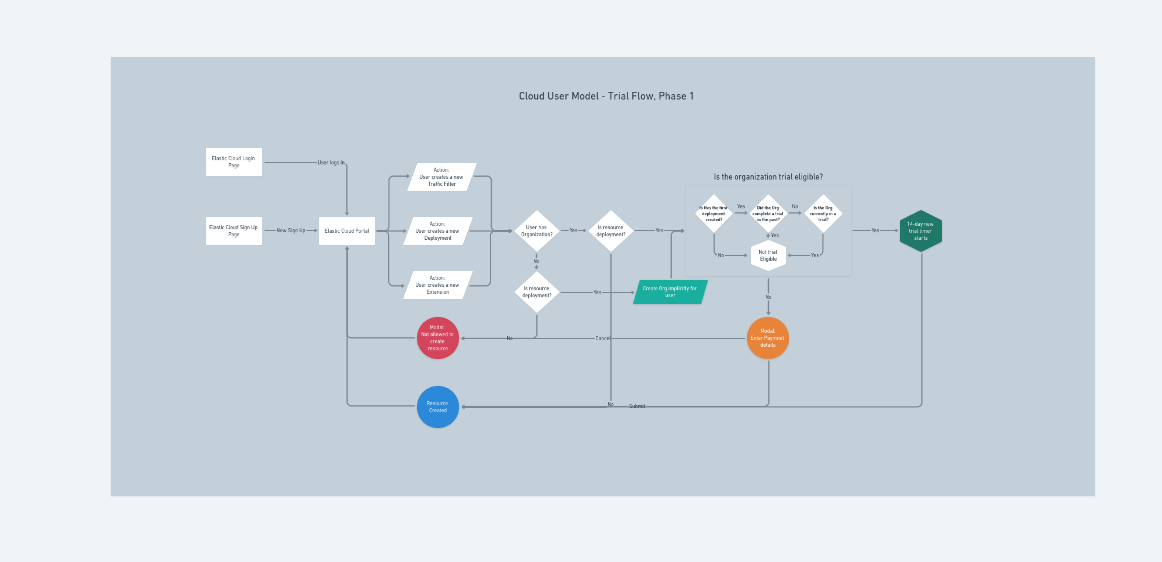 Cloud User Model - Trial Flow, Phase 1
Elastic Cloud Login
Page
User logs in
Action:
User creates a new
Traffic Filter
Is the organization trial eligible?
Elastic Cloud Sign Up
Page
New Sign Up
Elastic Cloud Portal
Action:
User creates a new
Deployment
User has
Organization?
Yes
Is resource
deployment?
Yes
Is this the first
deployment
created?
Yes
Did the Org
complete a trial
in the past?
No
Is the Org
currently in a
trial?
Yes
14-day new
trial timer
starts
No
Yes
No
Not Trial
Eligible
Yes
Action:
User creates a new
Extension
Is resource
deployment?
Yes
Create Org implicitly for
user
No
Modal:
Not allowed to
create
resource
No
Cancel
Modal:
Enter Payment
details
Resource
Created
No
Submit